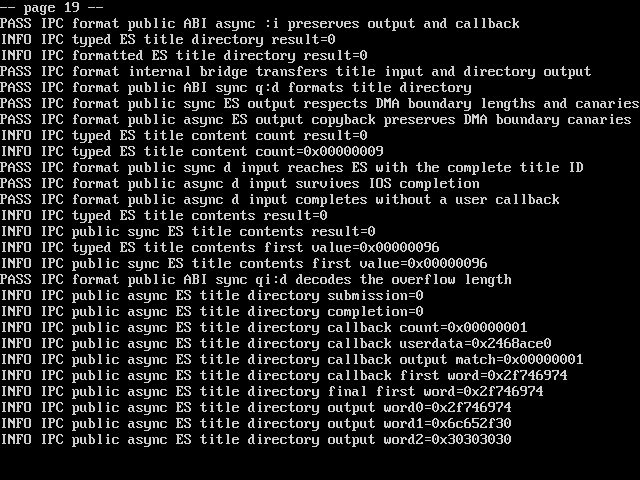 -- page 19 --
PASS IPC format public ABI async :i preserves output and callback
INFO IPC typed ES title directory result=0
INFO IPC formatted ES title directory result=0
PASS IPC format internal bridge transfers title input and directory output
PASS IPC format public ABI sync q:d formats title directory
PASS IPC format public sync ES output respects DMA boundary lengths and canaries
PASS IPC format public async ES output copyback preserves DMA boundary canaries
INFO IPC typed ES title content count result=0
INFO IPC typed ES title content count=0x00000009
PASS IPC format public sync d input reaches ES with the complete title ID
PASS IPC format public async d input survives IOS completion
PASS IPC format public async d input completes without a user callback
INFO IPC typed ES title contents result=0
INFO IPC public sync ES title contents result=0
INFO IPC typed ES title contents first value=0x00000096
INFO IPC public sync ES title contents first value=0x00000096
PASS IPC format public ABI sync qi:d decodes the overflow length
INFO IPC public async ES title directory submission=0
INFO IPC public async ES title directory completion=0
INFO IPC public async ES title directory callback count=0x00000001
INFO IPC public async ES title directory callback userdata=0x2468ace0
INFO IPC public async ES title directory callback output match=0x00000001
INFO IPC public async ES title directory callback first word=0x2f746974
INFO IPC public async ES title directory final first word=0x2f746974
INFO IPC public async ES title directory output word0=0x2f746974
INFO IPC public async ES title directory output word1=0x6c652f30
INFO IPC public async ES title directory output word2=0x30303030